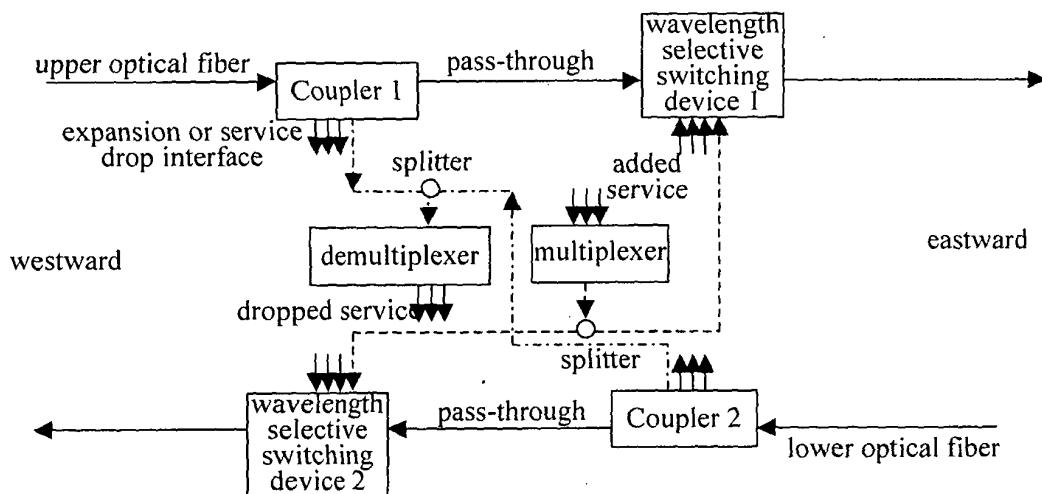 upper optical fiber
Coupler 1
pass-through
wavelength
selective
switching
device 1
expansion or service
drop interface
splitter
added
service
westward
demultiplexer
multiplexer
eastward
dropped service
splitter
wavelength
selective
switching
device 2
pass-through
Coupler 2
lower optical fiber